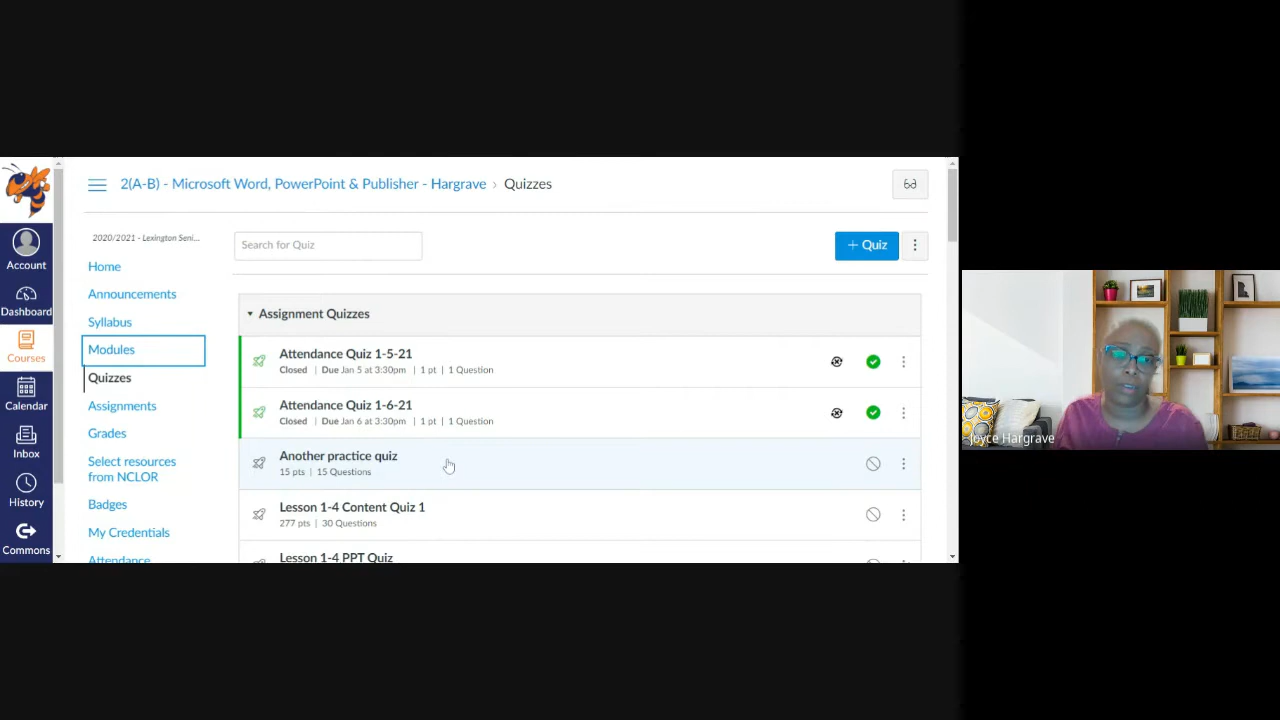 2(A-B) - Microsoft Word, PowerPoint & Publisher - Hargrave › Quizzes
Account
Dashboard
Courses
Calendar
Inbox
History
Commons
2020/2021 - Lexington Seni...
Home
Announcements
Syllabus
Modules
Quizzes
Assignments
Grades
Select resources
from NCLOR
Badges
My Credentials
Attendance
Search for Quiz
+ Quiz
Assignment Quizzes
Attendance Quiz 1-5-21
Closed | Due Jan 5 at 3:30pm | 1 pt | 1 Question
Attendance Quiz 1-6-21
Closed | Due Jan 6 at 3:30pm | 1 pt | 1 Question
Another practice quiz
15 pts | 15 Questions
Lesson 1-4 Content Quiz 1
277 pts | 30 Questions
Lesson 1-4 PPT Quiz
Joyce Hargrave